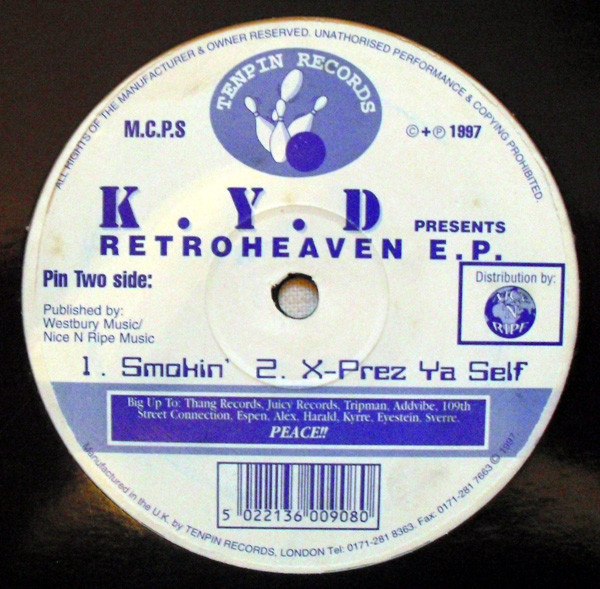 ALL RIGHTS OF THE MANUFACTURER & OWNER RESERVED. UNATHORISED PERFORMANCE & COPYING PROHIBITED.
TENPIN RECORDS
M.C.P.S
© + ℗ 1997
K.Y.D PRESENTS
RETROHEAVEN E.P.
Pin Two side:
Distribution by:
NICE
'N'
RIPE
Published by:
Westbury Music/
Nice N Ripe Music
1. Smokin' 2. X-Prez Ya Self
Big Up To: Thang Records, Juicy Records, Tripman, Addvibe, 109th
Street Connection, Espen, Alex, Harald, Kyrre, Eyestein, Sverre.
PEACE!!
5 022136 009080
Manufactured in the U.K. by TENPIN RECORDS, LONDON Tel: 0171-281 8363. Fax: 0171-281 7663 © 1997